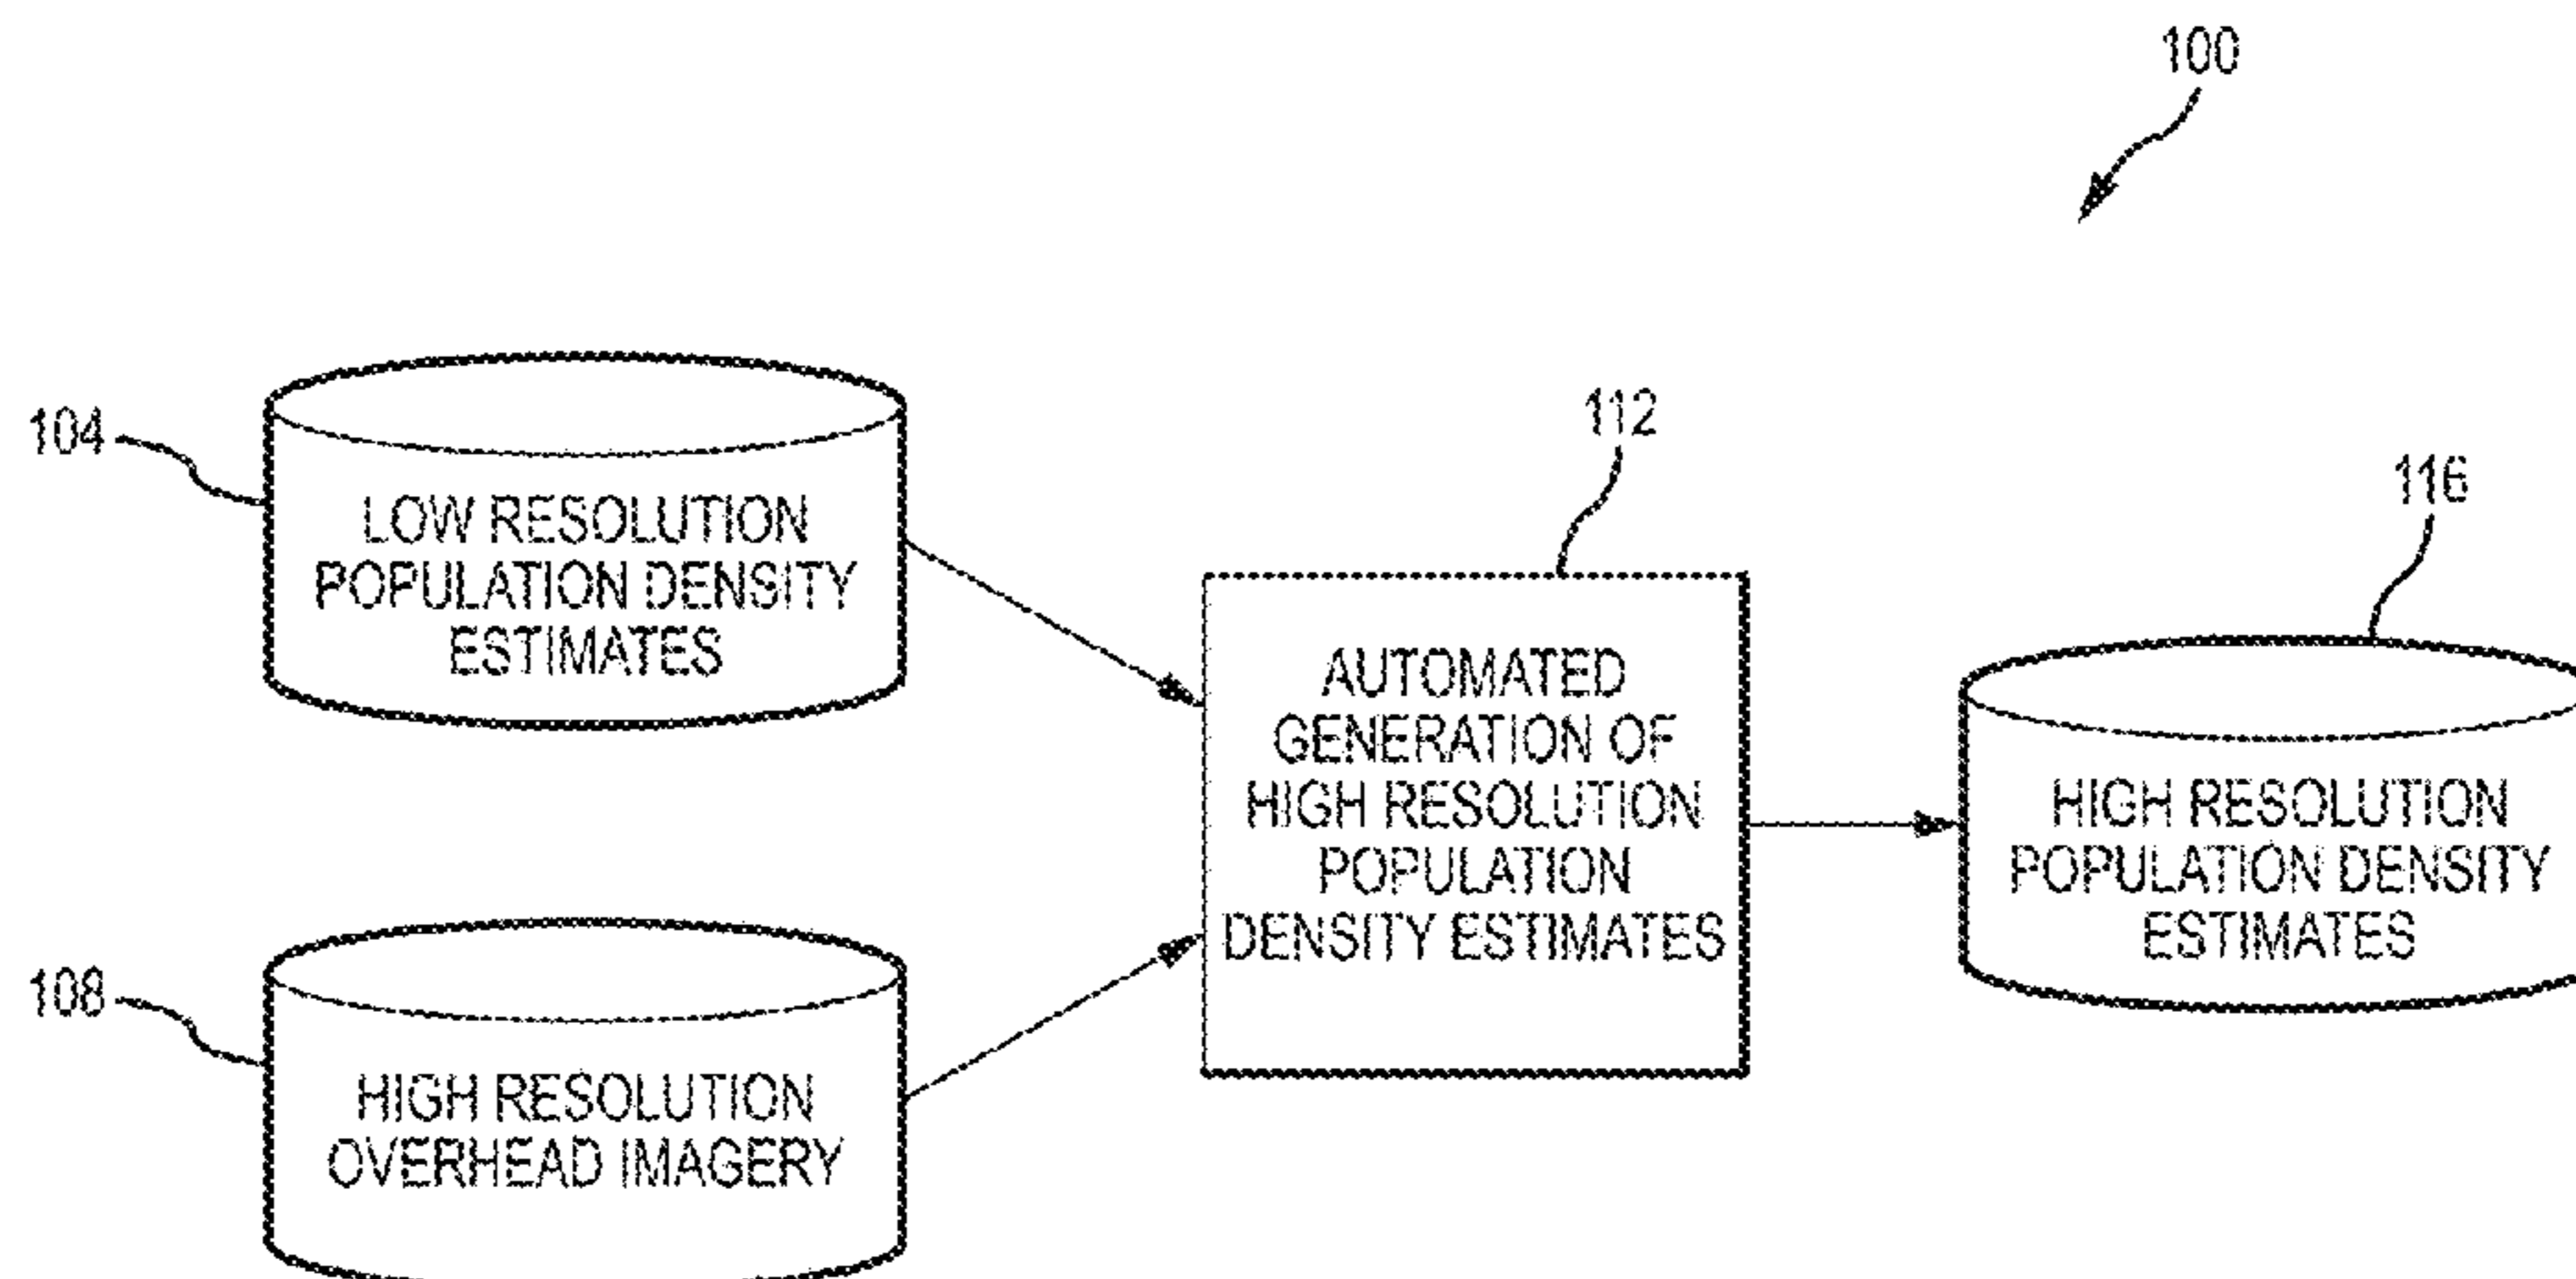 100
104
LOW RESOLUTION
POPULATION DENSITY
ESTIMATES
112
AUTOMATED
GENERATION OF
HIGH RESOLUTION
POPULATION
DENSITY ESTIMATES
116
HIGH RESOLUTION
POPULATION DENSITY
ESTIMATES
108
HIGH RESOLUTION
OVERHEAD IMAGERY